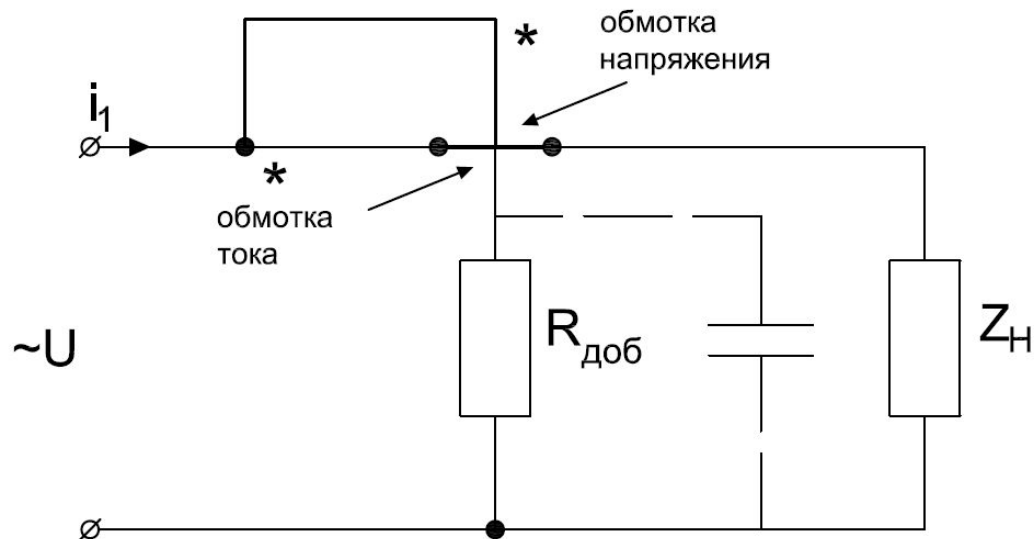 *
обмотка
напряжения
i1
*
обмотка
тока
~U
Rдоб
ZН